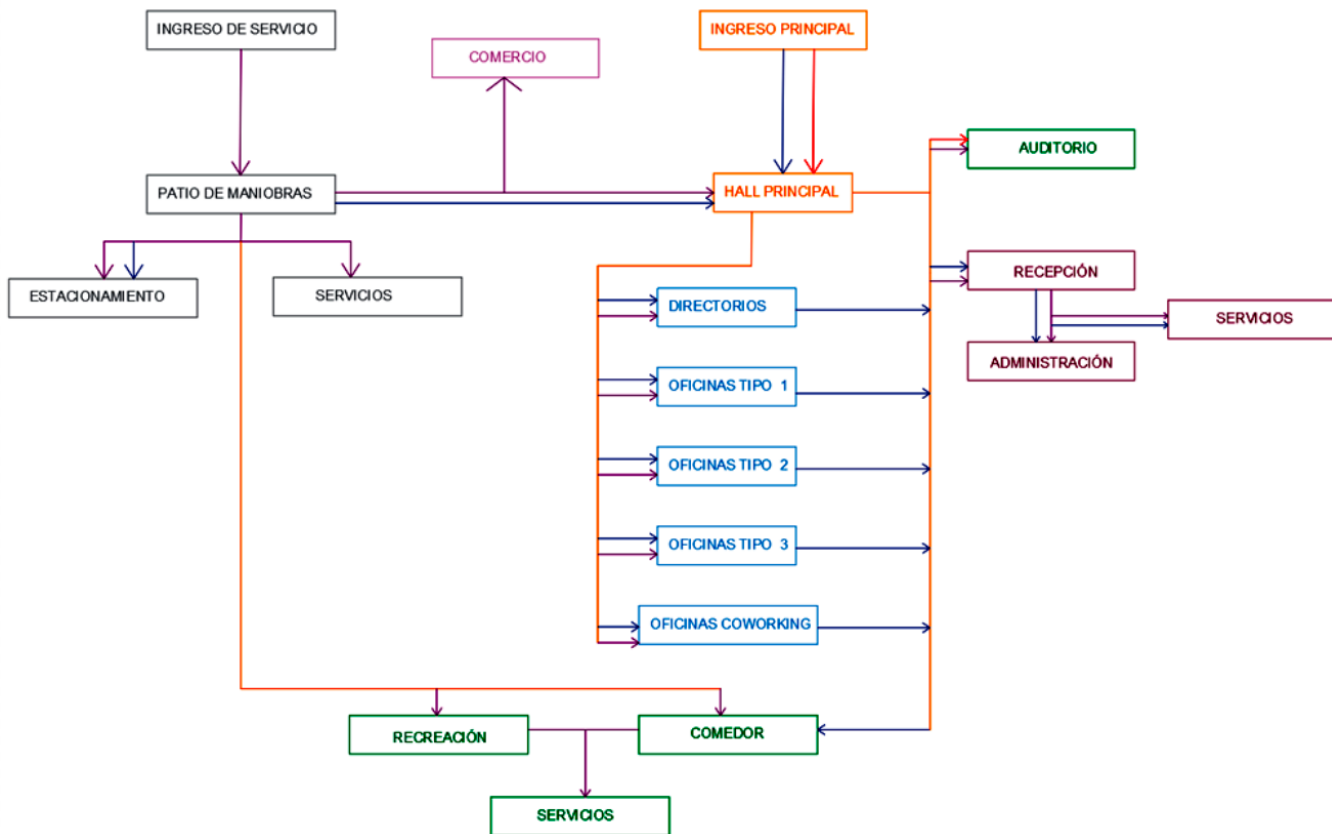 INGRESO DE SERVICIO
INGRESO PRINCIPAL
COMERCIO
AUDITORIO
PATIO DE MANIOBRAS
HALL PRINCIPAL
RECEPCIÓN
ESTACIONAMIENTO
SERVICIOS
DIRECTORIOS
SERVICIOS
ADMINISTRACIÓN
OFICINAS TIPO 1
OFICINAS TIPO 2
OFICINAS TIPO 3
OFICINAS COWORKING
RECREACIÓN
COMEDOR
SERVICIOS